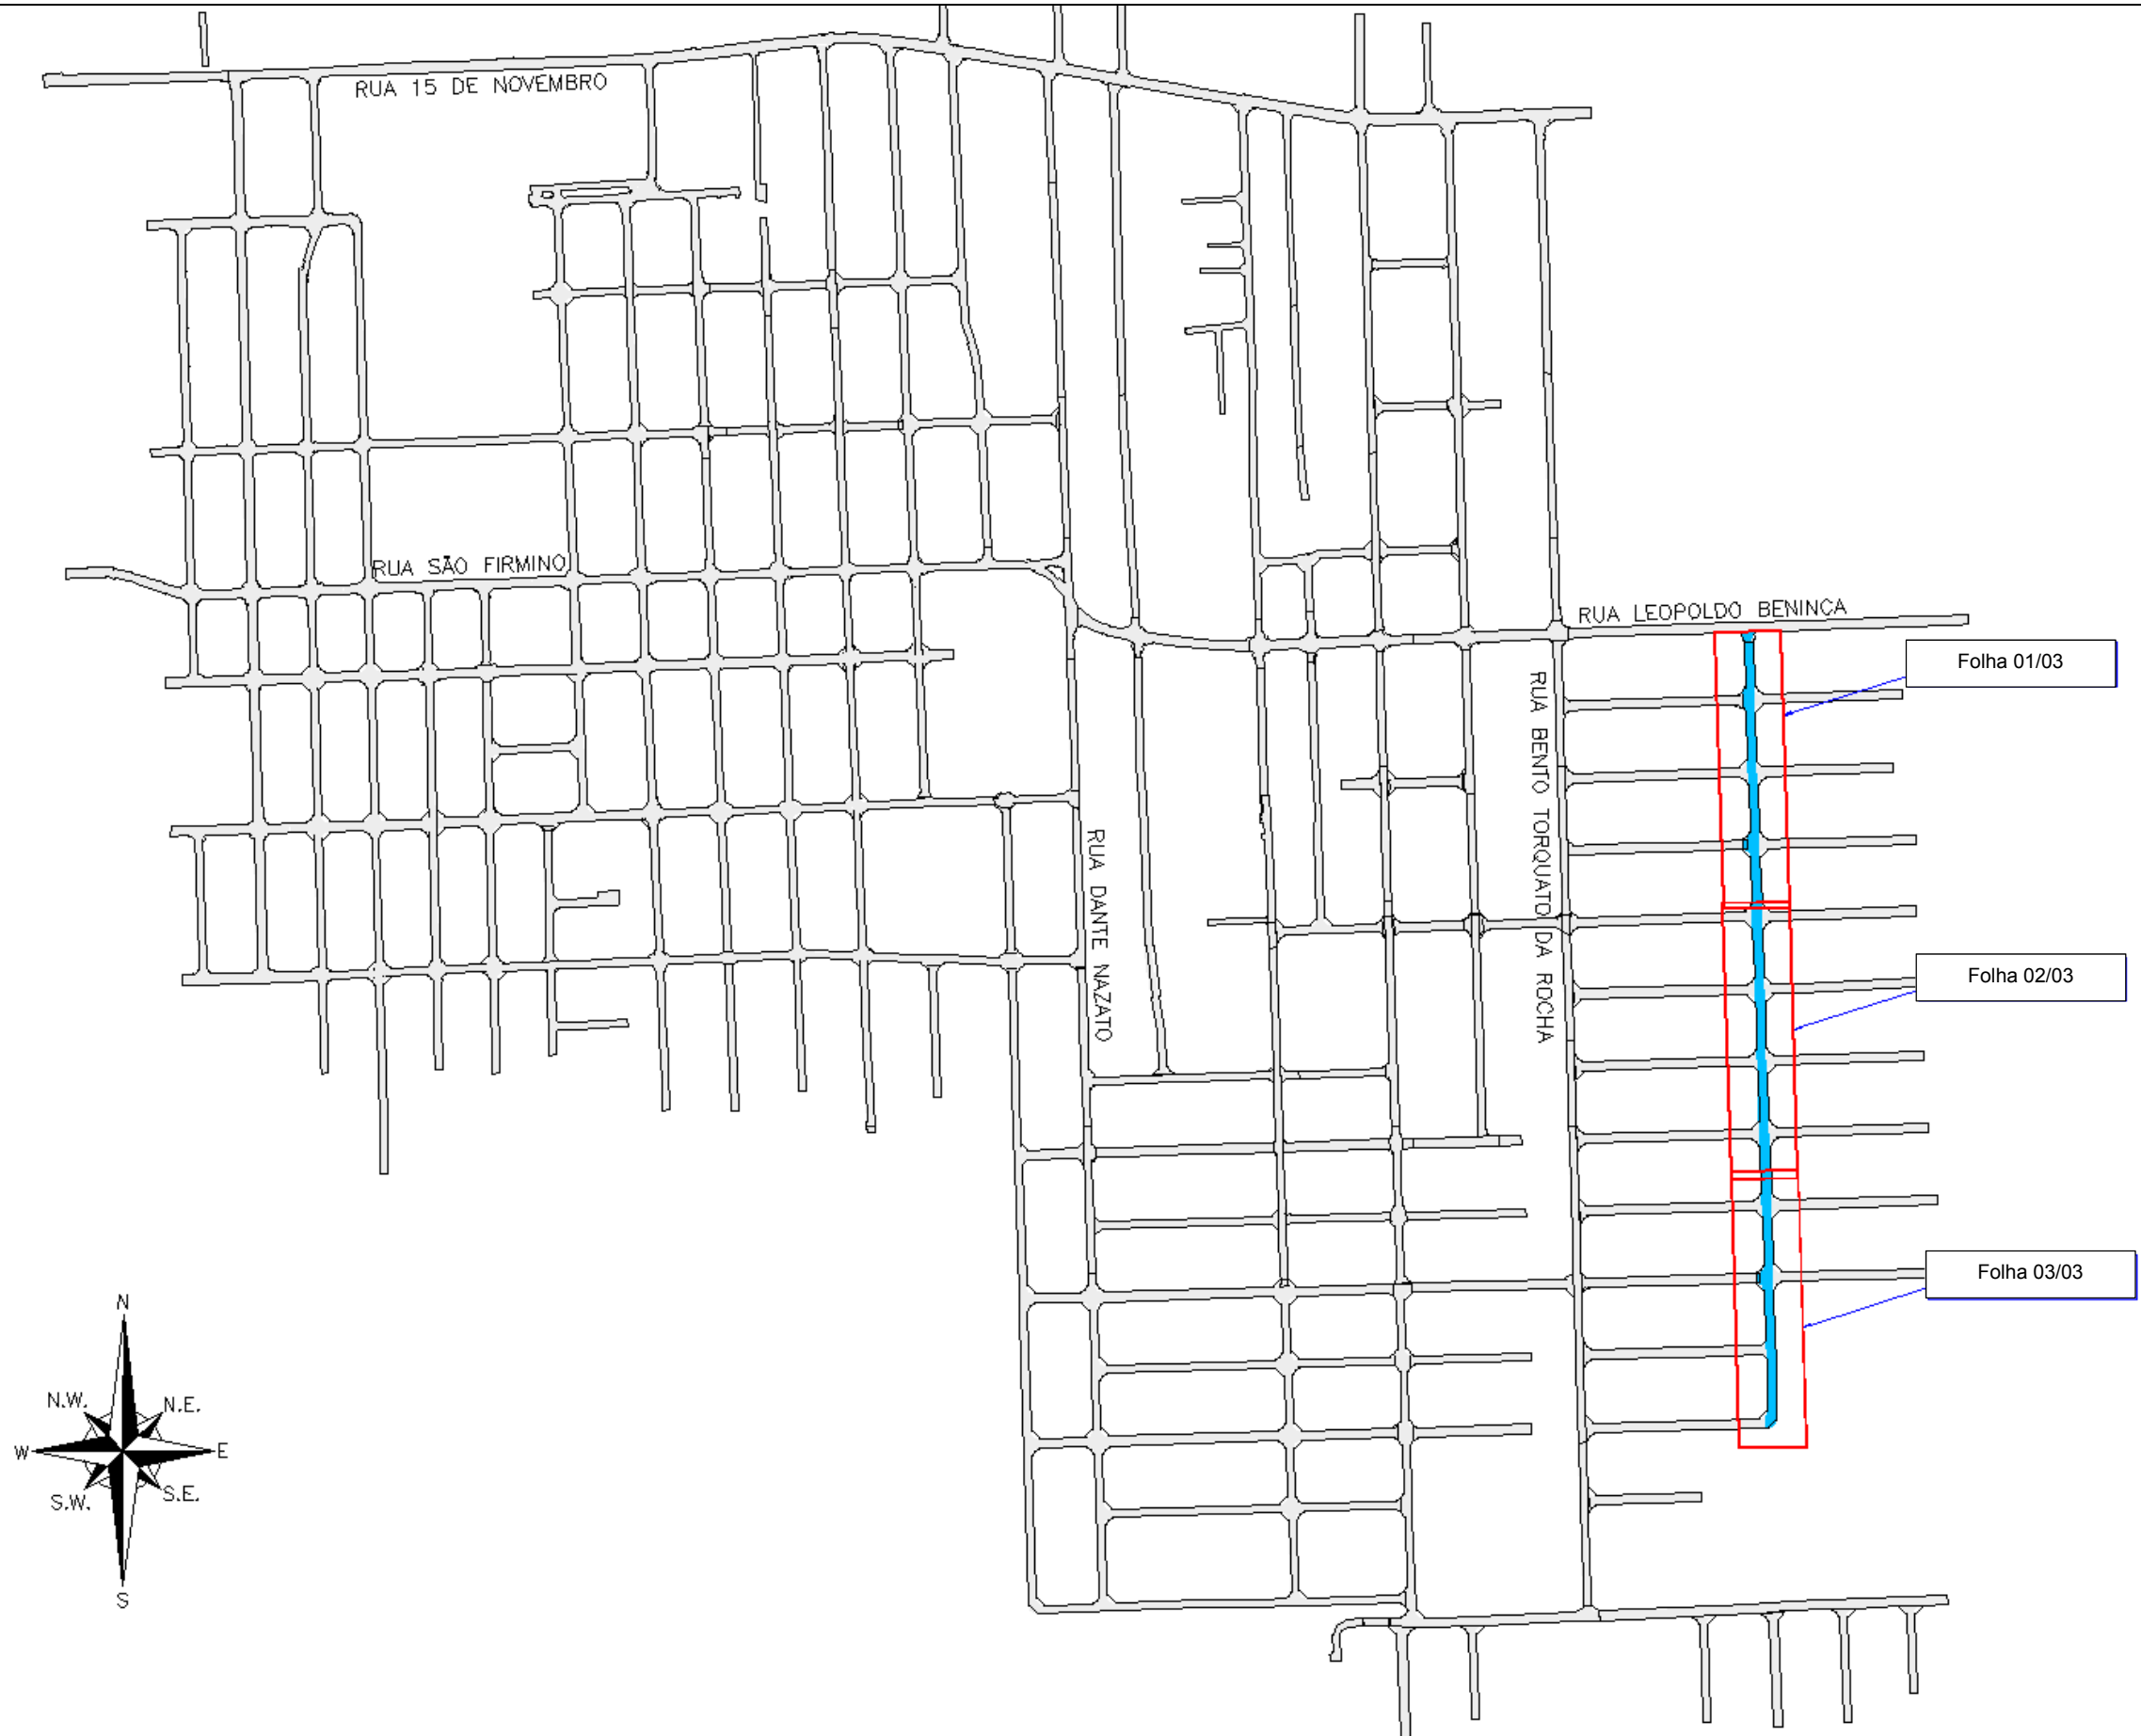 RUA 15 DE NOVEMBRO
RUA SÃO FIRMINO
RUA LEOPOLDO BENINCA
Folha 01/03
RUA BENTO TORQUATO DA ROCHA
RUA DANTE NAZATO
Folha 02/03
Folha 03/03
N
N.W.
N.E.
W
E
S.W.
S.E.
S